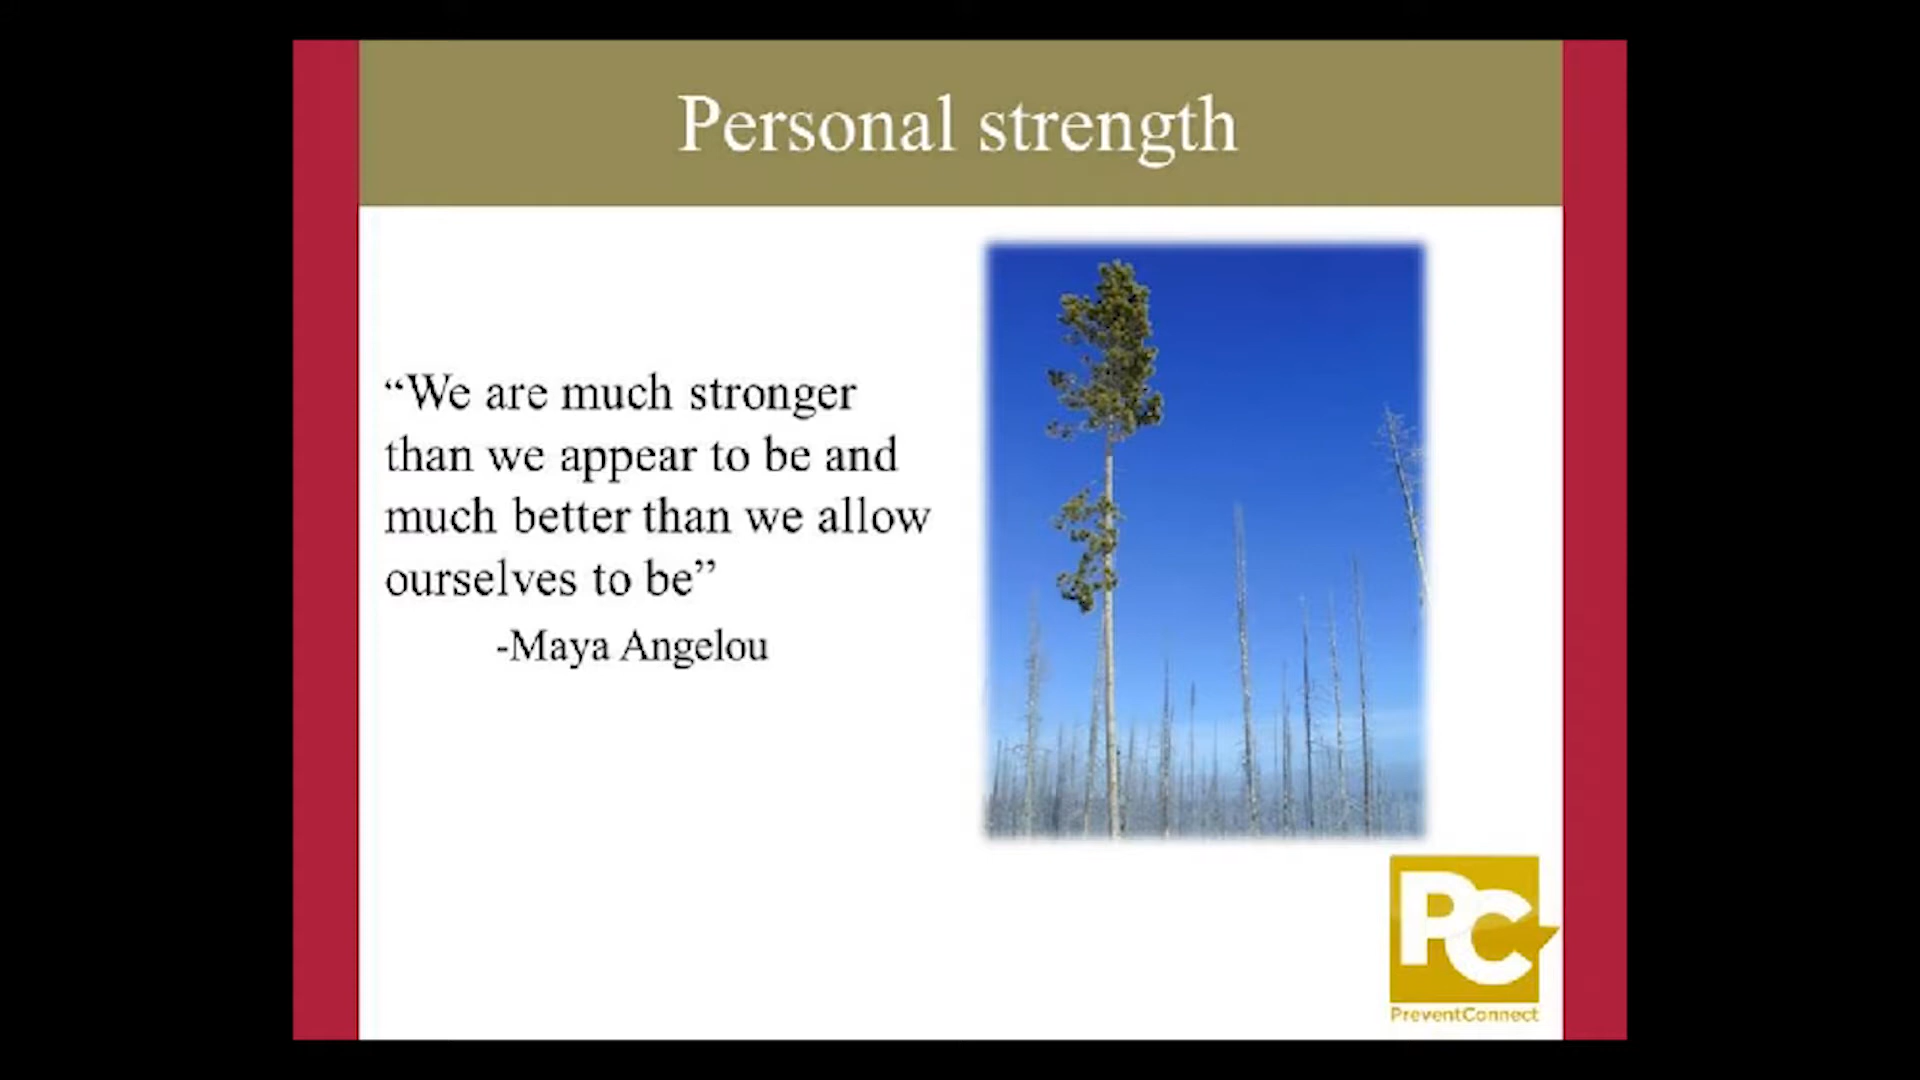 Personal strength
“We are much stronger
than we appear to be and
much better than we allow
ourselves to be”
-Maya Angelou
PC
PreventConnect